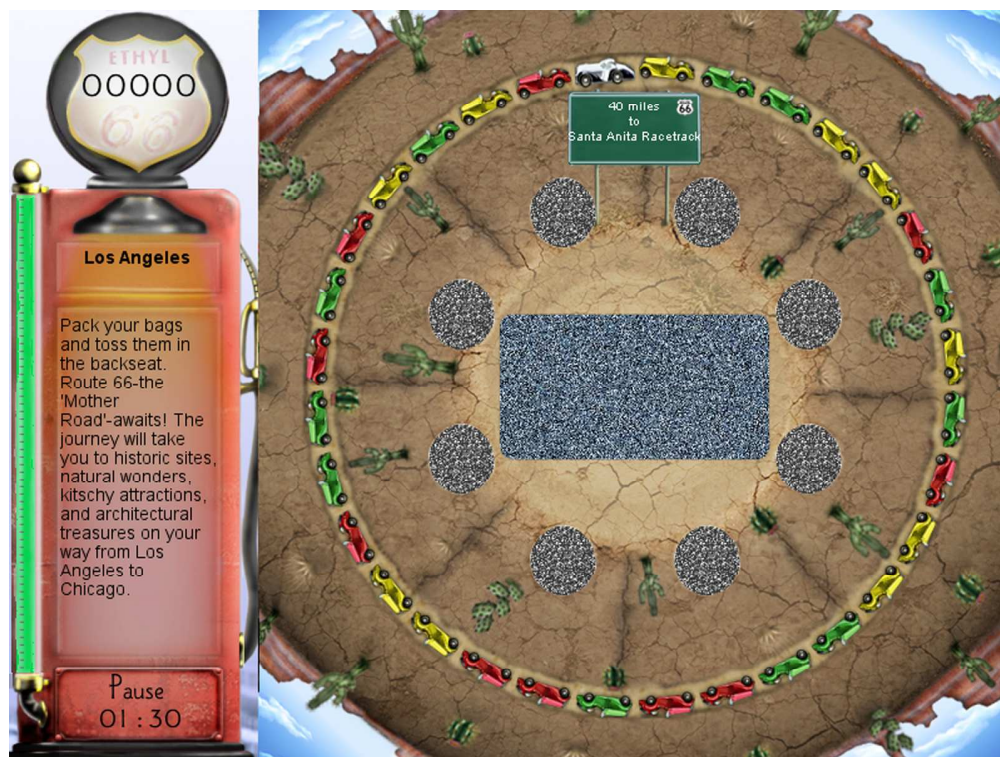 ETHYL
00000
66
Los Angeles
Pack your bags
and toss them in
the backseat.
Route 66-the
'Mother
Road'-awaits! The
journey will take
you to historic sites,
natural wonders,
kitschy attractions,
and architectural
treasures on your
way from Los
Angeles to
Chicago.
Pause
01 : 30
40 miles
66
to
Santa Anita Racetrack